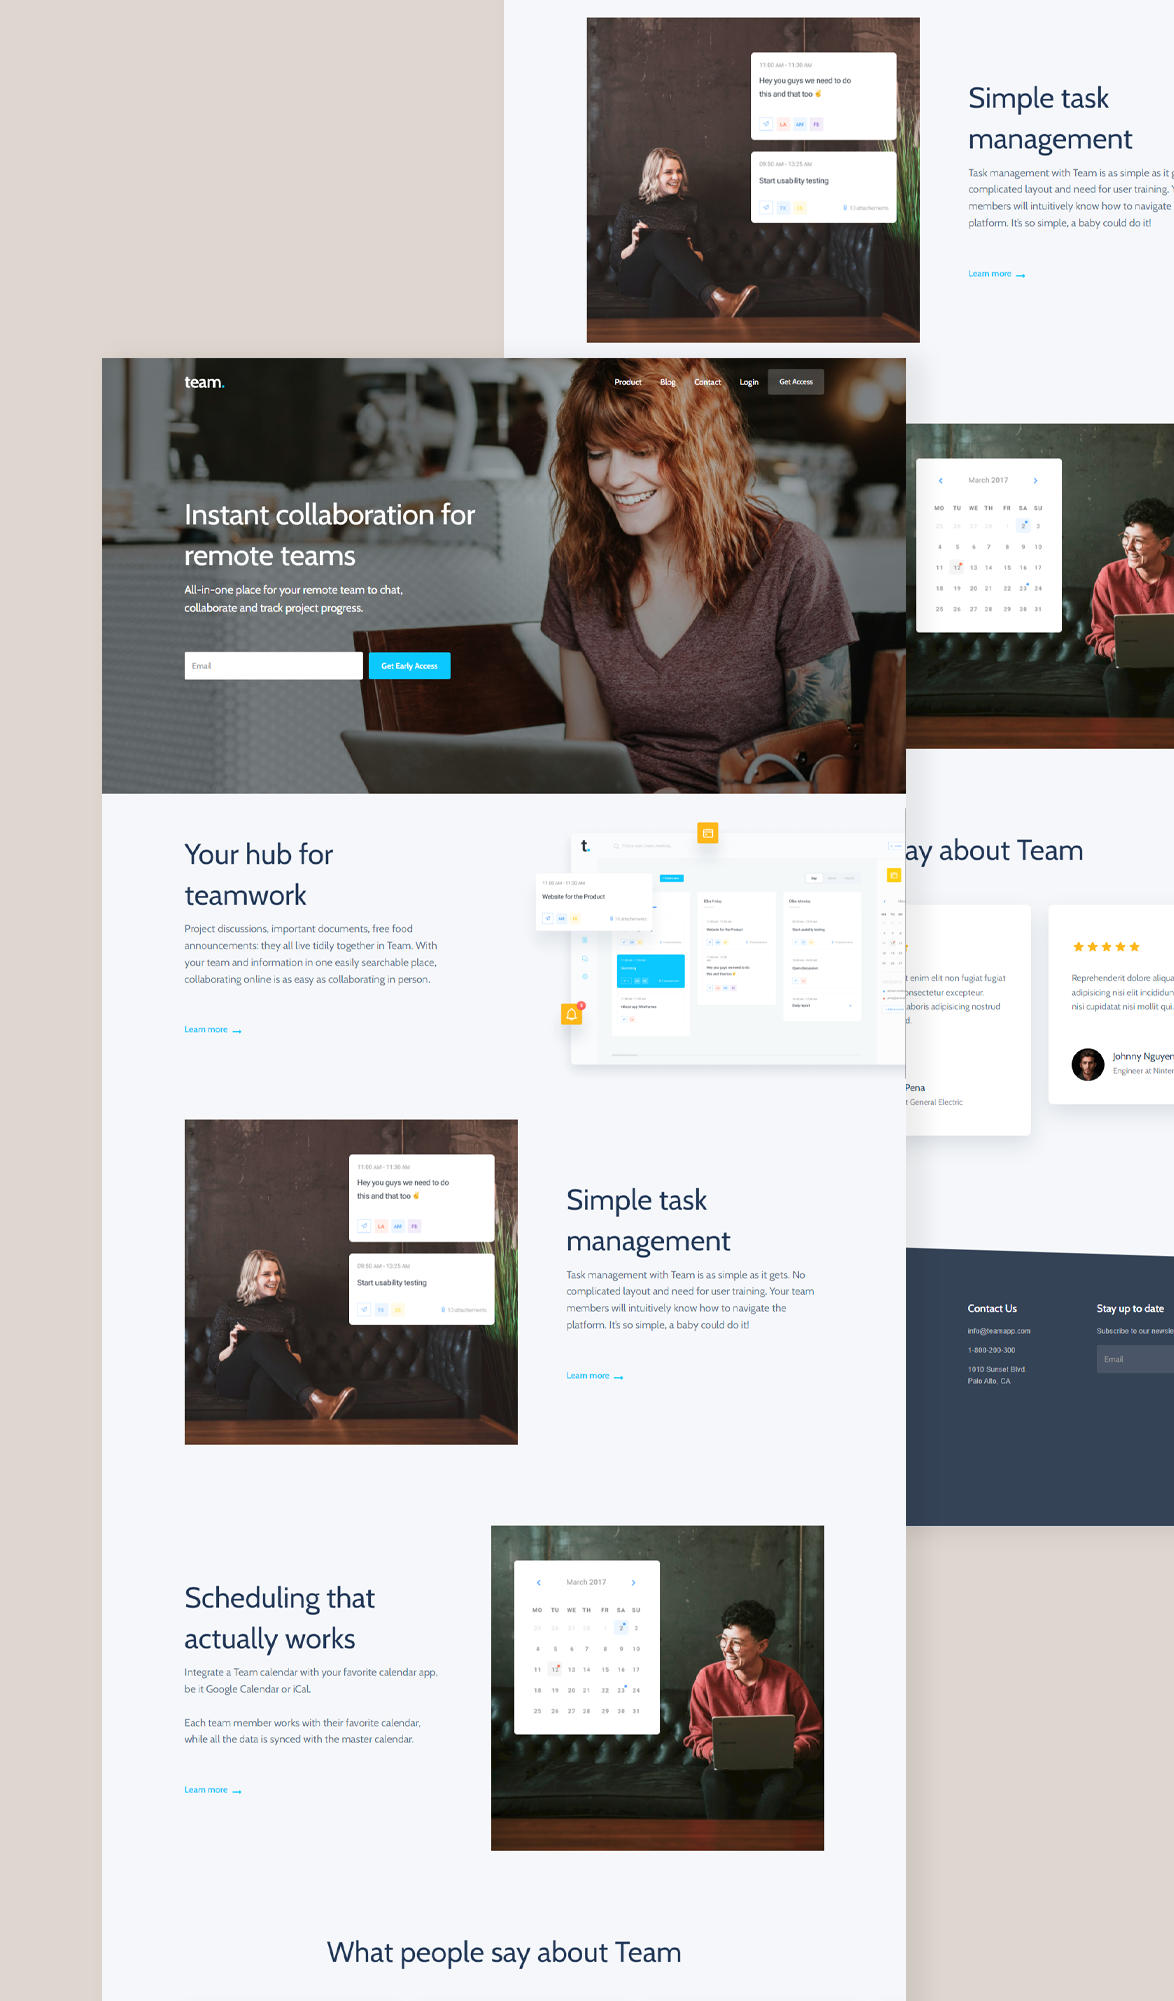 11:00 AM - 11:30 AM
Hey you guys we need to do
this and that too ✌
LA AM FB
09:50 AM - 13:25 AM
Start usability testing
13 attachements
Simple task
management
Task management with Team is as simple as it g
complicated layout and need for user training. Y
members will intuitively know how to navigate
platform. It's so simple, a baby could do it!
Learn more →
team.
Product Blog Contact Login Get Access
Instant collaboration for
remote teams
All-in-one place for your remote team to chat,
collaborate and track project progress.
Email Get Early Access
March 2017
MO TU WE TH FR SA SU
25 26 27 28 1 2 3
4 5 6 7 8 9 10
11 12 13 14 15 16 17
18 19 20 21 22 23 24
25 26 27 28 29 30 31
Your hub for
teamwork
Project discussions, important documents, free food
announcements: they all live tidily together in Team. With
your team and information in one easily searchable place,
collaborating online is as easy as collaborating in person.
Learn more →
t.
11:00 AM - 11:30 AM
Website for the Product
AM
Website for the Product
Start usability testing
Hey you guys we need to do
this and that too ✌
ay about Team
t enim elit non fugiat fugiat
onsectetur excepteur.
aboris adipisicing nostrud
d.
Pena
t General Electric
★★★★★
Reprehenderit dolore aliqua
adipisicing nisi elit incididun
nisi cupidatat nisi mollit qui.
Johnny Nguyen
Engineer at Ninten
11:00 AM - 11:30 AM
Hey you guys we need to do
this and that too ✌
LA AM FB
09:50 AM - 13:25 AM
Start usability testing
13 attachements
Simple task
management
Task management with Team is as simple as it gets. No
complicated layout and need for user training. Your team
members will intuitively know how to navigate the
platform. It's so simple, a baby could do it!
Learn more →
Contact Us
info@teamapp.com
1-800-200-300
1010 Sunset Blvd.
Palo Alto, CA
Stay up to date
Subscribe to our newsle
Email
Scheduling that
actually works
Integrate a Team calendar with your favorite calendar app,
be it Google Calendar or iCal.
Each team member works with their favorite calendar,
while all the data is synced with the master calendar.
Learn more →
March 2017
MO TU WE TH FR SA SU
25 26 27 28 1 2 3
4 5 6 7 8 9 10
11 12 13 14 15 16 17
18 19 20 21 22 23 24
25 26 27 28 29 30 31
What people say about Team